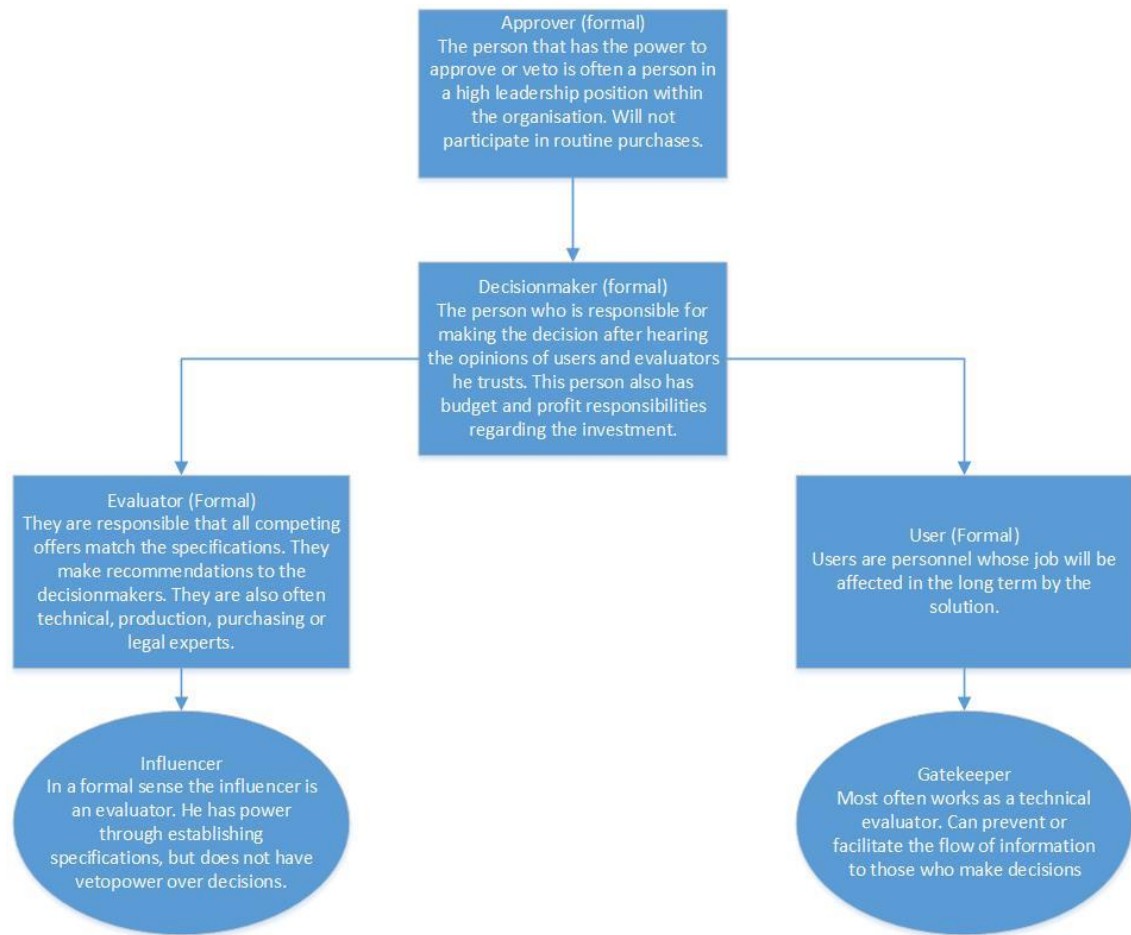 Approver (formal)
The person that has the power to
approve or veto is often a person in
a high leadership position within
the organisation. Will not
participate in routine purchases.
Decisionmaker (formal)
The person who is responsible for
making the decision after hearing
the opinions of users and evaluators
he trusts. This person also has
budget and profit responsibilities
regarding the investment.
Evaluator (Formal)
They are responsible that all competing
offers match the specifications. They
make recommendations to the
decisionmakers. They are also often
technical, production, purchasing or
legal experts.
User (Formal)
Users are personnel whose job will be
affected in the long term by the
solution.
Influencer
In a formal sense the influencer is
an evaluator. He has power
through establishing
specifications, but does not have
vetopower over decisions.
Gatekeeper
Most often works as a technical
evaluator. Can prevent or
facilitate the flow of information
to those who make decisions